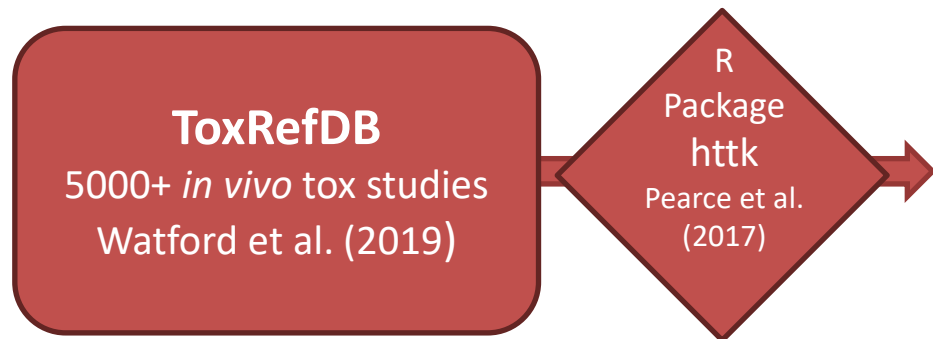 ToxRefDB
5000+ in vivo tox studies
Watford et al. (2019)
R
Package
httk
Pearce et al.
(2017)